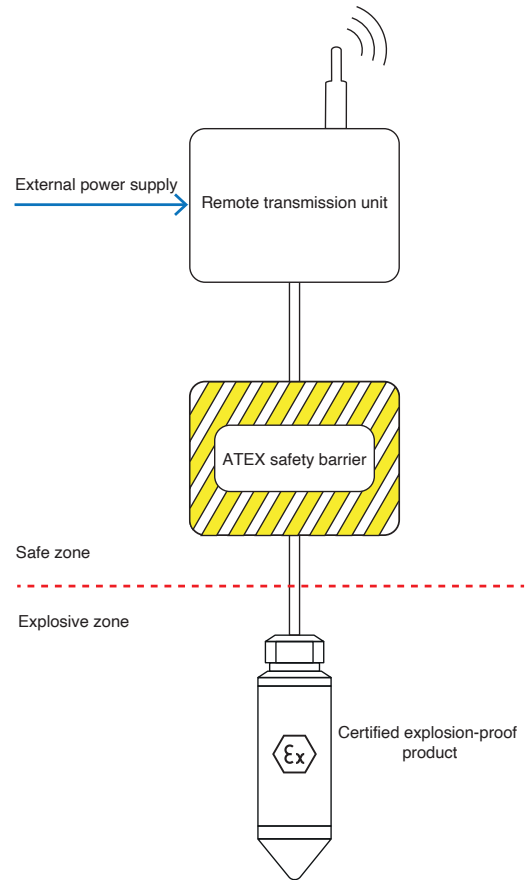 External power supply
Remote transmission unit
ATEX safety barrier
Safe zone
Explosive zone
Certified explosion-proof
product
Ex